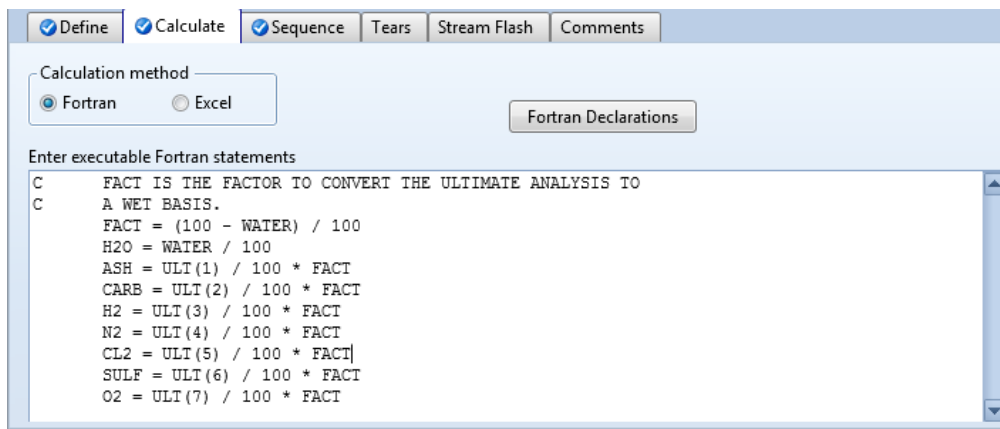 Define Calculate Sequence Tears Stream Flash Comments
Calculation method
Fortran Excel
Fortran Declarations
Enter executable Fortran statements
C FACT IS THE FACTOR TO CONVERT THE ULTIMATE ANALYSIS TO
C A WET BASIS.
FACT = (100 - WATER) / 100
H2O = WATER / 100
ASH = ULT(1) / 100 * FACT
CARB = ULT(2) / 100 * FACT
H2 = ULT(3) / 100 * FACT
N2 = ULT(4) / 100 * FACT
CL2 = ULT(5) / 100 * FACT
SULF = ULT(6) / 100 * FACT
O2 = ULT(7) / 100 * FACT